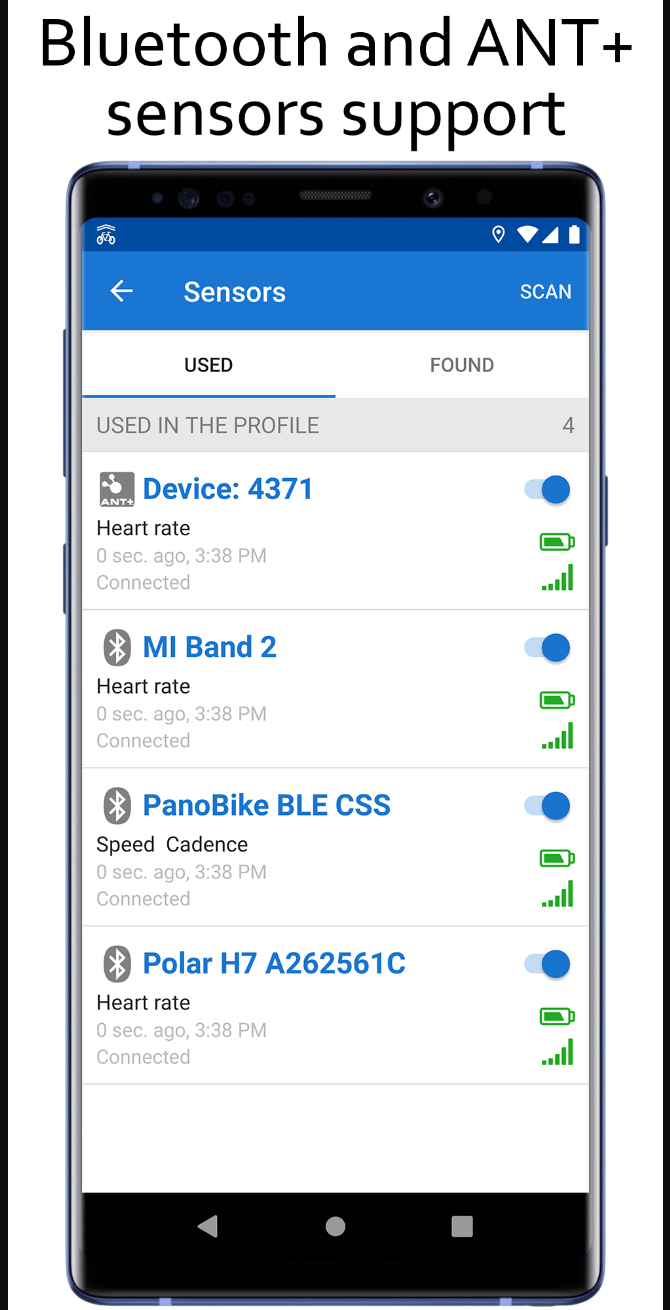 Bluetooth and ANT+
sensors support
Sensors
SCAN
USED
FOUND
USED IN THE PROFILE 4
ANT+ Device: 4371
Heart rate
0 sec. ago, 3:38 PM
Connected
MI Band 2
Heart rate
0 sec. ago, 3:38 PM
Connected
PanoBike BLE CSS
Speed Cadence
0 sec. ago, 3:38 PM
Connected
Polar H7 A262561C
Heart rate
0 sec. ago, 3:38 PM
Connected